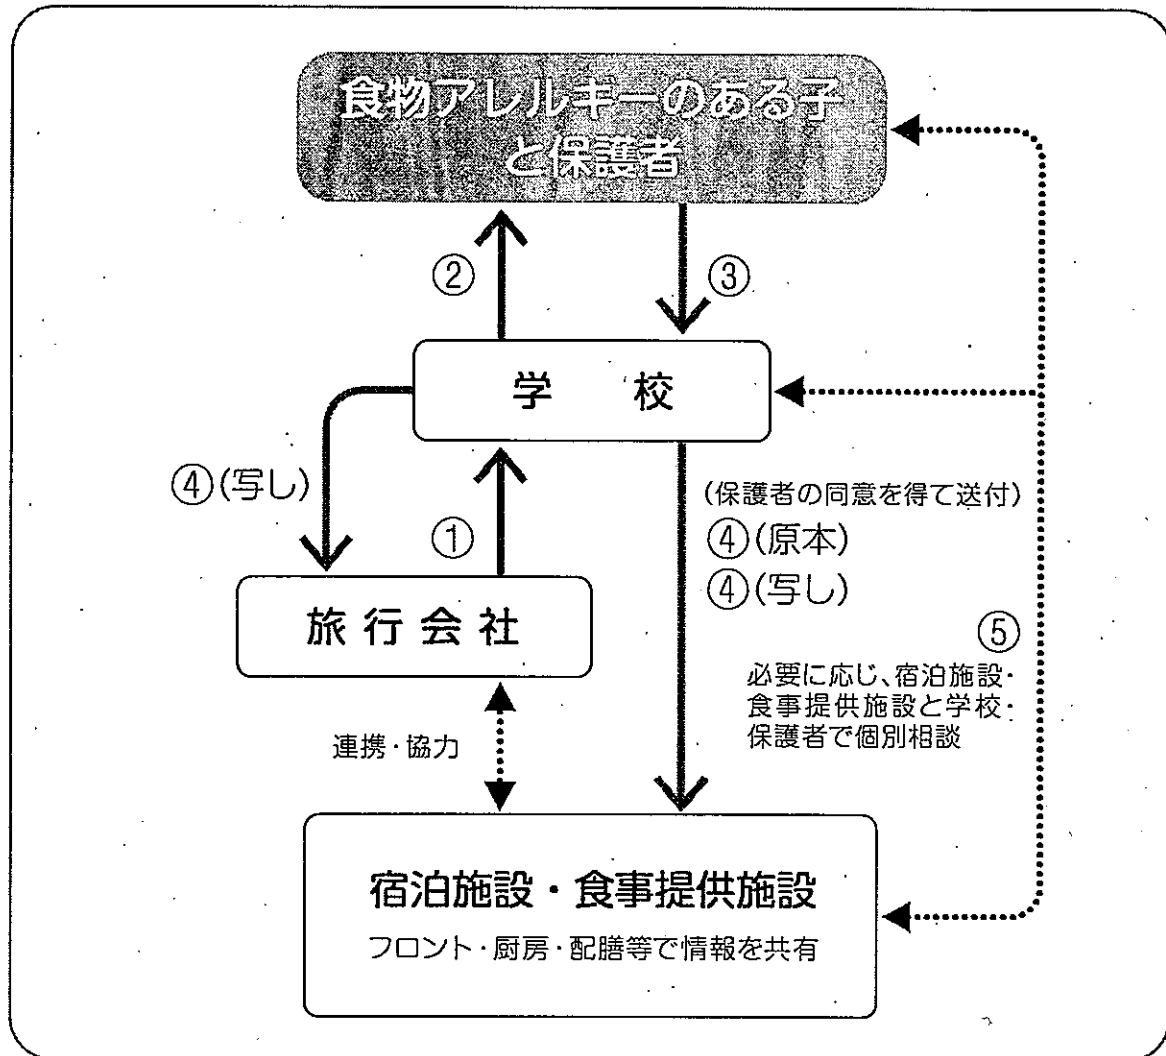 食物アレルギーのある子
と保護者
②
③
学 校
④(写し)
①
(保護者の同意を得て送付)
④(原本)
④(写し)
旅行会社
⑤
必要に応じ、宿泊施設・
食事提供施設と学校・
保護者で個別相談
連携・協力
宿泊施設・食事提供施設
フロント・厨房・配膳等で情報を共有